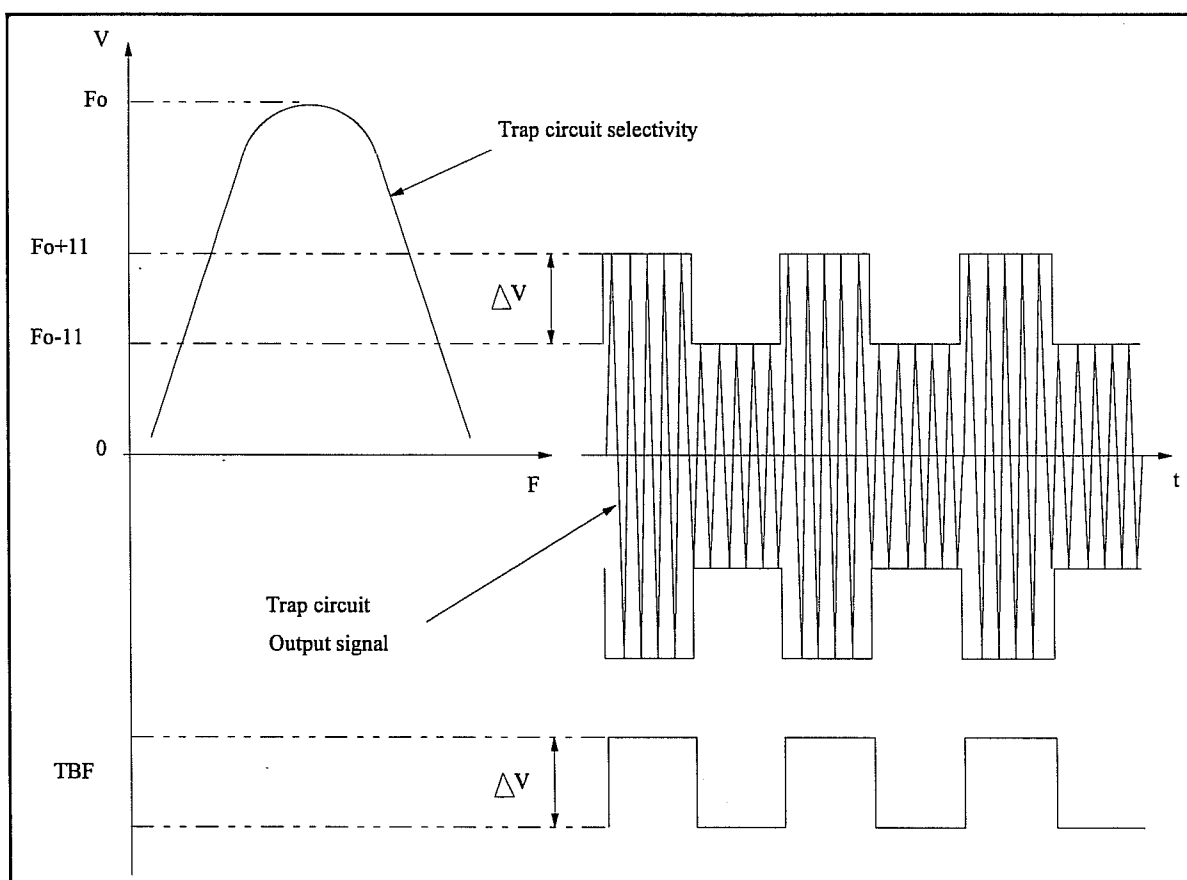 V
Fo
Trap circuit selectivity
Fo+11
△V
Fo-11
0
F
t
Trap circuit
Output signal
TBF
△V